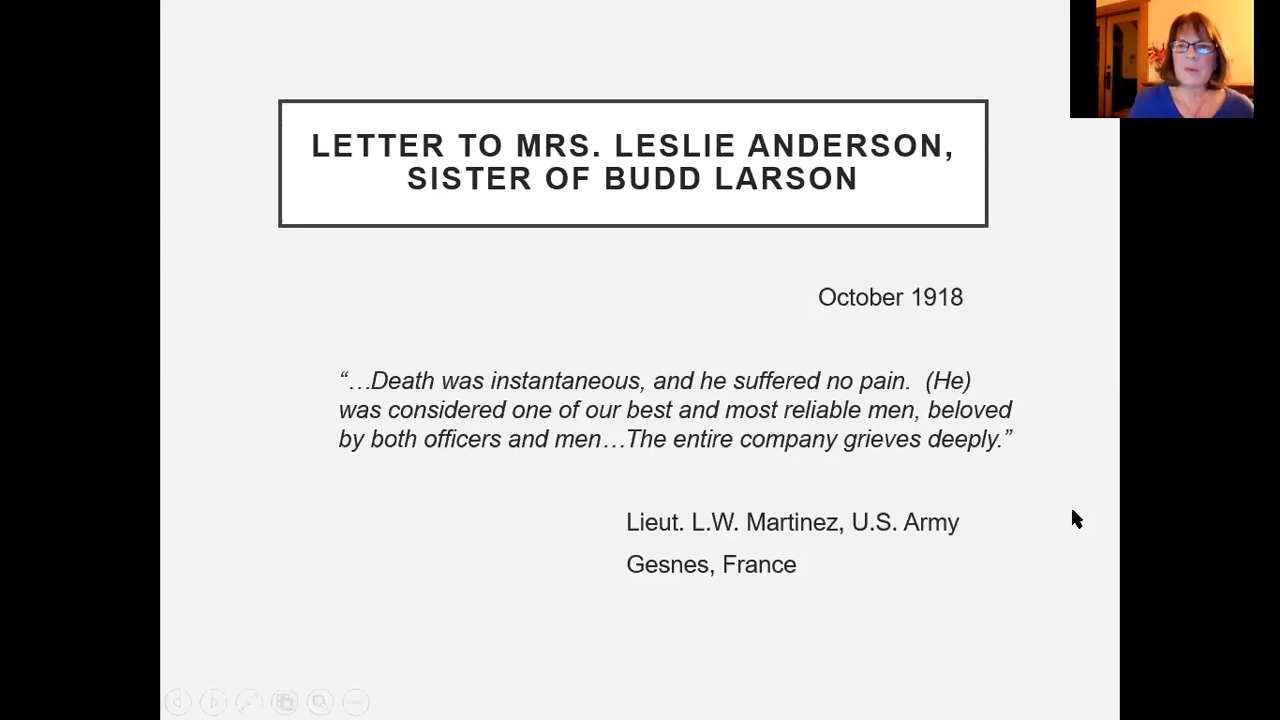 LETTER TO MRS. LESLIE ANDERSON,
SISTER OF BUDD LARSON
October 1918
“…Death was instantaneous, and he suffered no pain.  (He)
was considered one of our best and most reliable men, beloved
by both officers and men…The entire company grieves deeply.”
Lieut. L.W. Martinez, U.S. Army
Gesnes, France